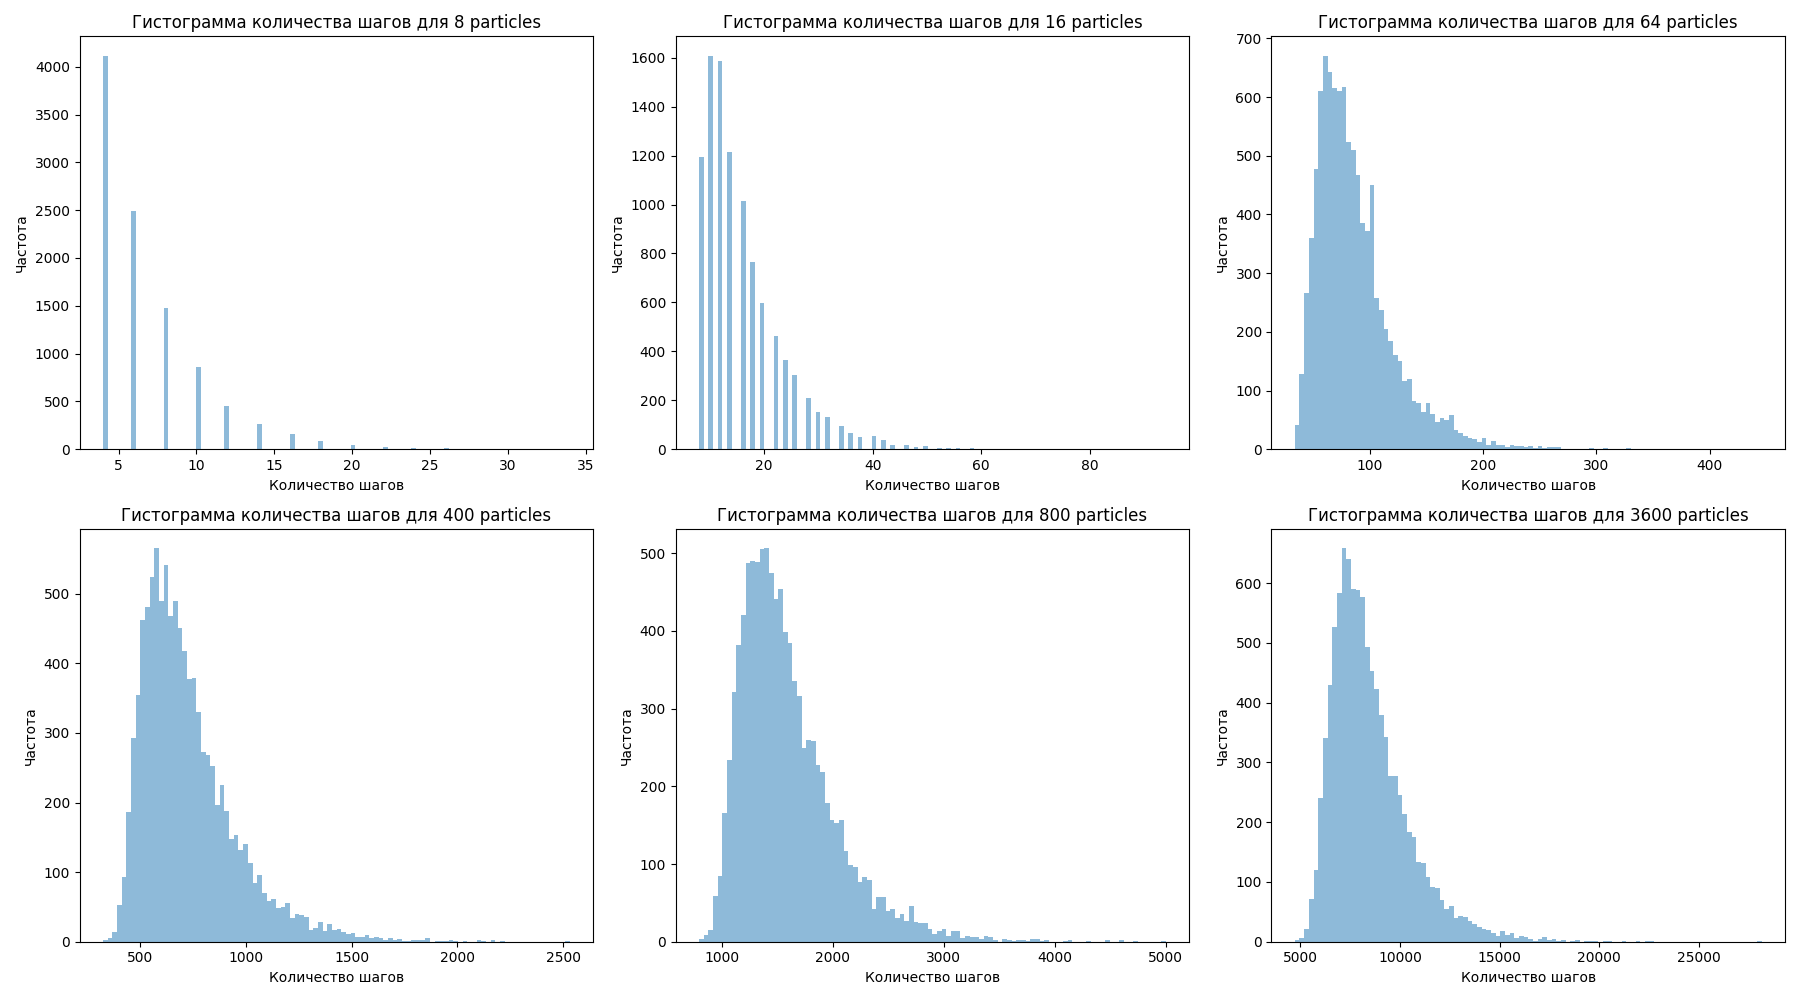 Гистограмма количества шагов для 8 particles
4000
3500
3000
2500
2000
1500
1000
500
0
Частота
5 10 15 20 25 30 35
Количество шагов
Гистограмма количества шагов для 16 particles
1600
1400
1200
1000
800
600
400
200
0
Частота
20 40 60 80
Количество шагов
Гистограмма количества шагов для 64 particles
700
600
500
400
300
200
100
0
Частота
100 200 300 400
Количество шагов
Гистограмма количества шагов для 400 particles
500
400
300
200
100
0
Частота
500 1000 1500 2000 2500
Количество шагов
Гистограмма количества шагов для 800 particles
500
400
300
200
100
0
Частота
1000 2000 3000 4000 5000
Количество шагов
Гистограмма количества шагов для 3600 particles
600
500
400
300
200
100
0
Частота
5000 10000 15000 20000 25000
Количество шагов